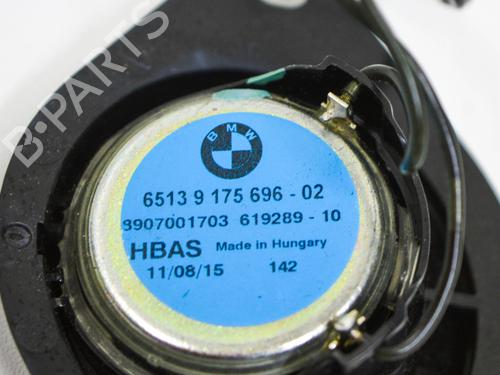 B-PARTS
BMW
6513 9 175 696 - 02
3907001703 619289 - 10
HBAS Made in Hungary
11/08/15 142